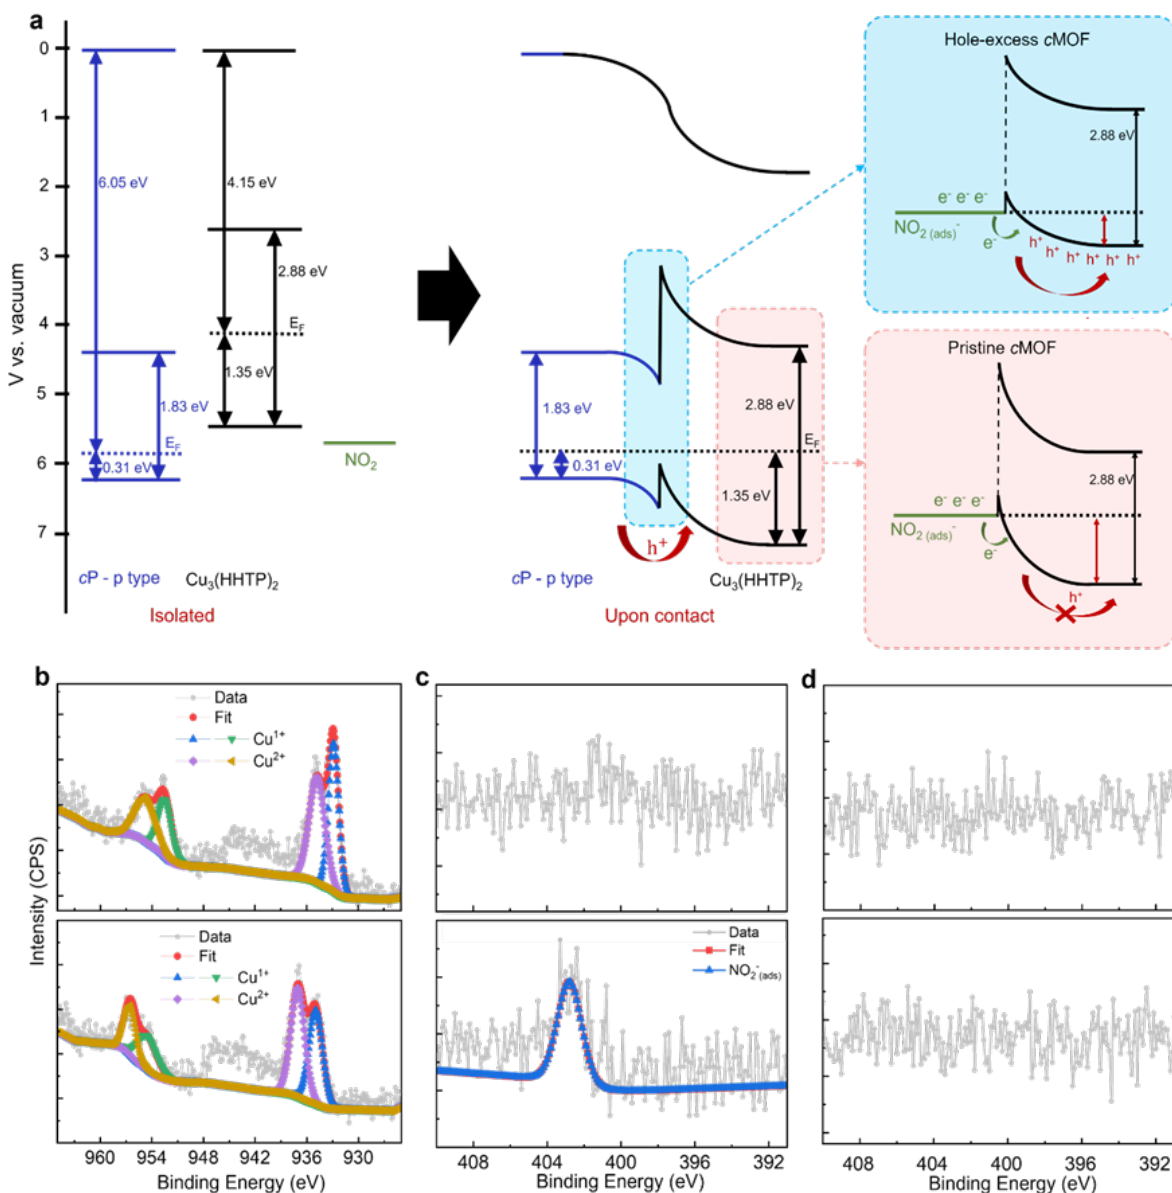 a
V vs. vacuum
0
1
2
3
4
5
6
7
6.05 eV
4.15 eV
2.88 eV
E_F
1.35 eV
1.83 eV
E_F
0.31 eV
NO₂
cP - p type
Cu₃(HHTP)₂
Isolated
1.83 eV
0.31 eV
2.88 eV
E_F
1.35 eV
h⁺
cP - p type
Cu₃(HHTP)₂
Upon contact
Hole-excess cMOF
2.88 eV
e⁻ e⁻ e⁻
NO₂ (ads)⁻
e⁻
h⁺ h⁺ h⁺ h⁺ h⁺ h⁺
h⁺
Pristine cMOF
2.88 eV
e⁻ e⁻ e⁻
NO₂ (ads)⁻
e⁻
h⁺
b
Data
Fit
Cu¹⁺
Cu²⁺
Data
Fit
Cu¹⁺
Cu²⁺
Intensity (CPS)
960 954 948 942 936 930
Binding Energy (eV)
c
Data
Fit
NO₂⁻(ads)
408 404 400 396 392
Binding Energy (eV)
d
408 404 400 396 392
Binding Energy (eV)